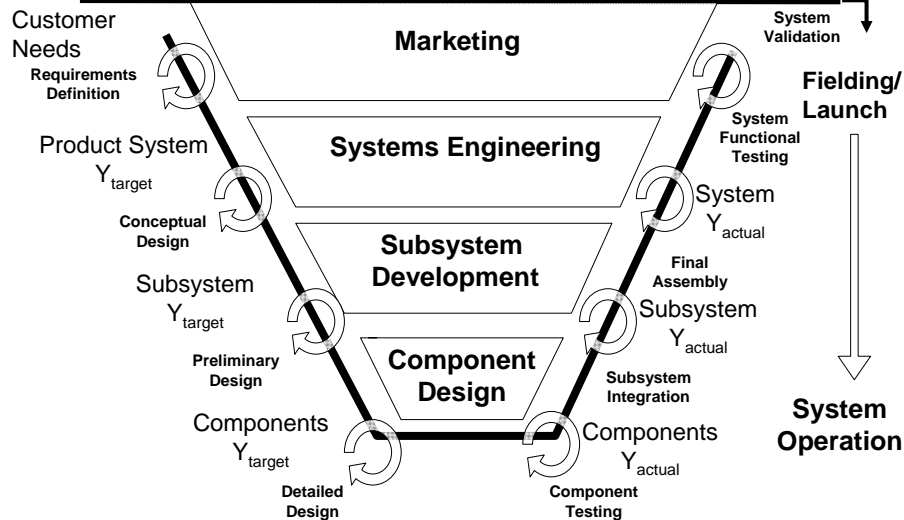 Customer
Needs
Requirements
Definition
Product System
Y target
Conceptual
Design
Subsystem
Y target
Preliminary
Design
Components
Y target
Detailed
Design
Marketing
Systems Engineering
Subsystem
Development
Component
Design
System
Validation
System
Functional
Testing
System
Y actual
Final
Assembly
Subsystem
Y actual
Subsystem
Integration
Components
Y actual
Component
Testing
Fielding/
Launch
System
Operation